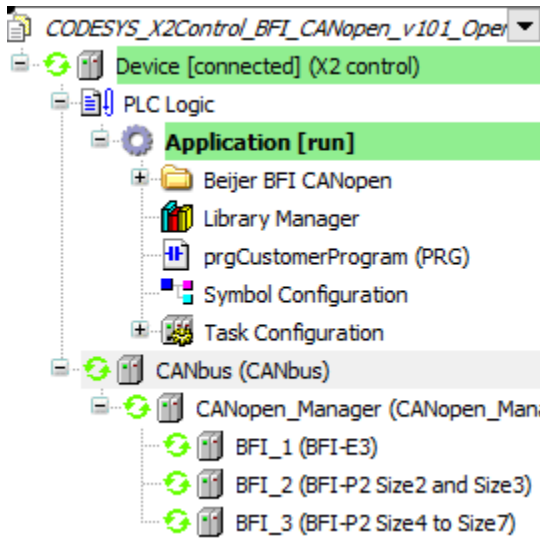 CODESYS_X2Control_BFI_CANopen_v101_Oper
Device [connected] (X2 control)
PLC Logic
Application [run]
Beijer BFI CANopen
Library Manager
prgCustomerProgram (PRG)
Symbol Configuration
Task Configuration
CANbus (CANbus)
CANopen_Manager (CANopen_Mana
BFI_1 (BFI-E3)
BFI_2 (BFI-P2 Size2 and Size3)
BFI_3 (BFI-P2 Size4 to Size7)